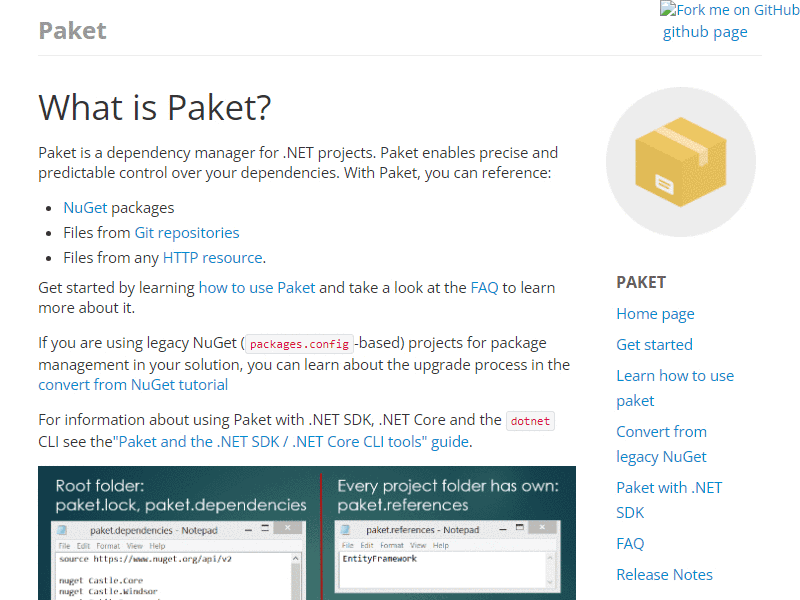 Paket
Fork me on GitHub
github page
What is Paket?
Paket is a dependency manager for .NET projects. Paket enables precise and
predictable control over your dependencies. With Paket, you can reference:
NuGet packages
Files from Git repositories
Files from any HTTP resource.
Get started by learning how to use Paket and take a look at the FAQ to learn
more about it.
If you are using legacy NuGet (packages.config-based) projects for package
management in your solution, you can learn about the upgrade process in the
convert from NuGet tutorial
For information about using Paket with .NET SDK, .NET Core and the dotnet
CLI see the"Paket and the .NET SDK / .NET Core CLI tools" guide.
Root folder:
paket.lock, paket.dependencies
paket.dependencies - Notepad
File Edit Format View Help
source https://www.nuget.org/api/v2
nuget Castle.Core
nuget Castle.Windsor
Every project folder has own:
paket.references
paket.references - Notepad
File Edit Format View Help
EntityFramework
PAKET
Home page
Get started
Learn how to use
paket
Convert from
legacy NuGet
Paket with .NET
SDK
FAQ
Release Notes